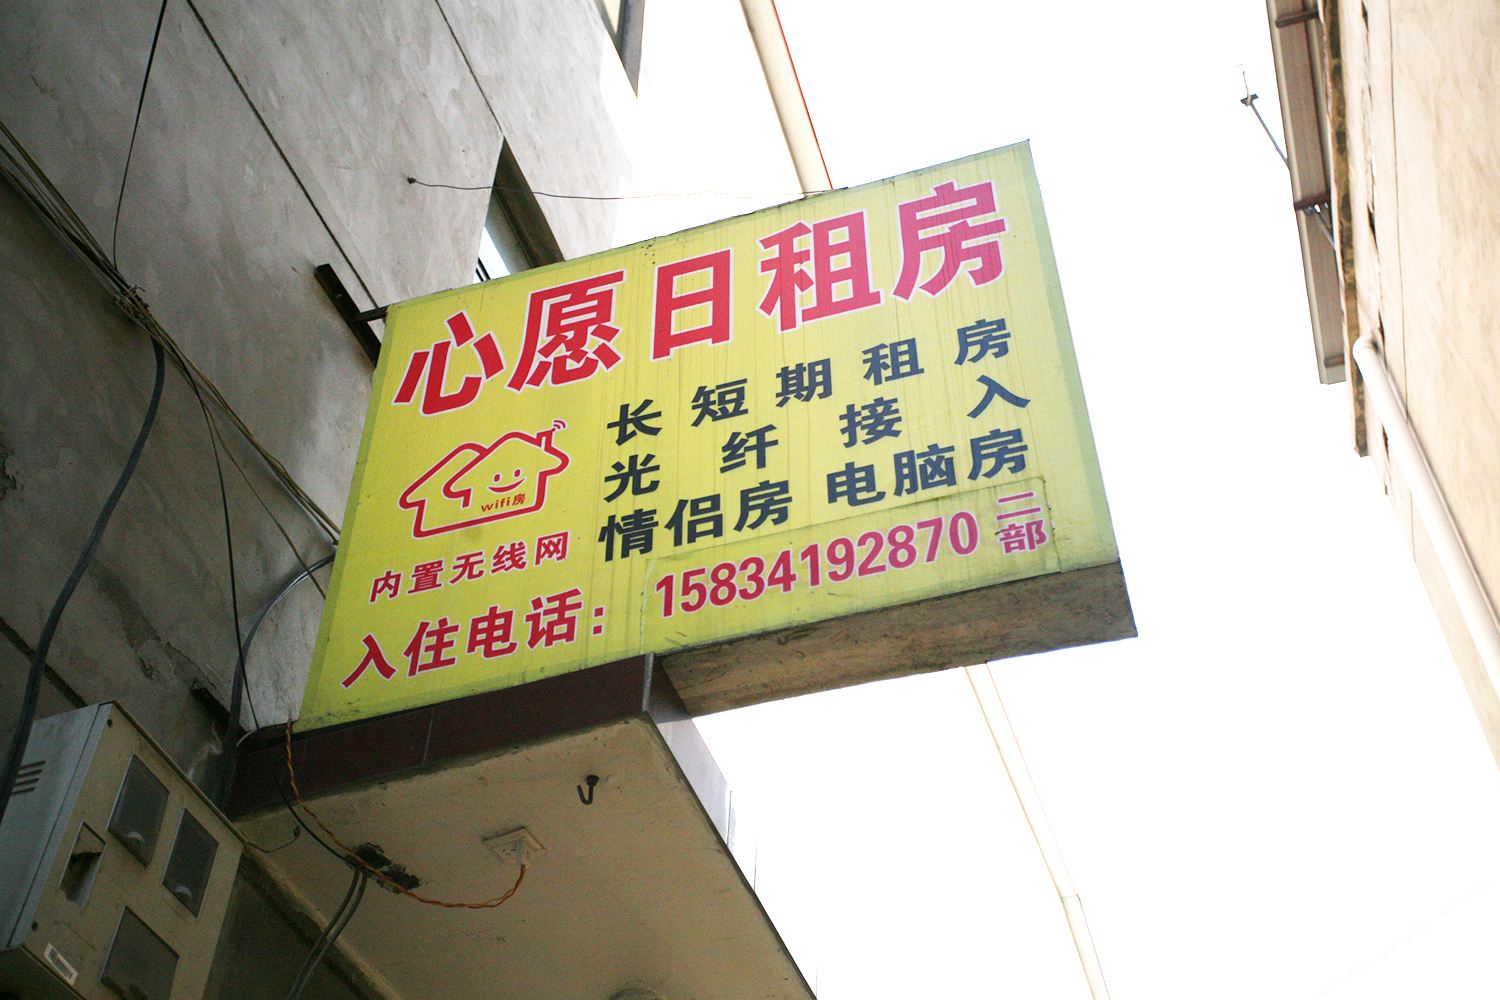 心愿日租房
长短期租房
光纤接入
情侣房 电脑房
wifi房
内置无线网
入住电话：15834192870 二部